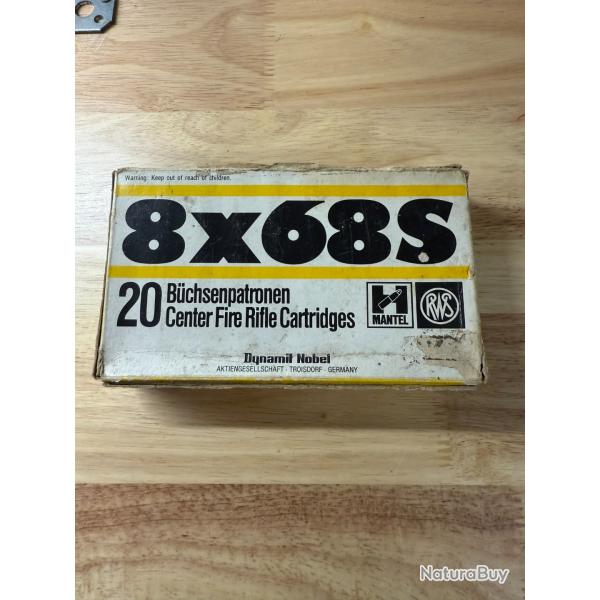 Warning: Keep out of reach of children.
8x68S
20 Büchsenpatronen
Center Fire Rifle Cartridges
H
MANTEL
RWS
Dynamit Nobel
AKTIENGESELLSCHAFT · TROISDORF · GERMANY
NaturaBuy